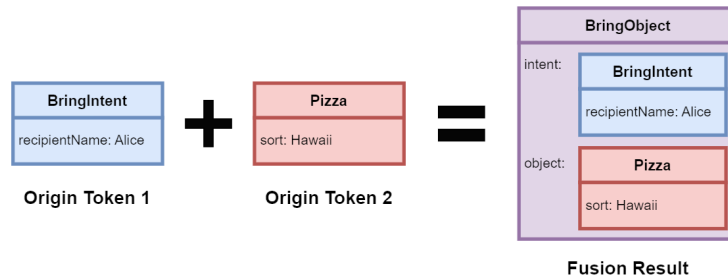 BringObject
intent:
BringIntent
recipientName: Alice
object:
Pizza
sort: Hawaii
BringIntent
recipientName: Alice
Pizza
sort: Hawaii
Origin Token 1
Origin Token 2
Fusion Result